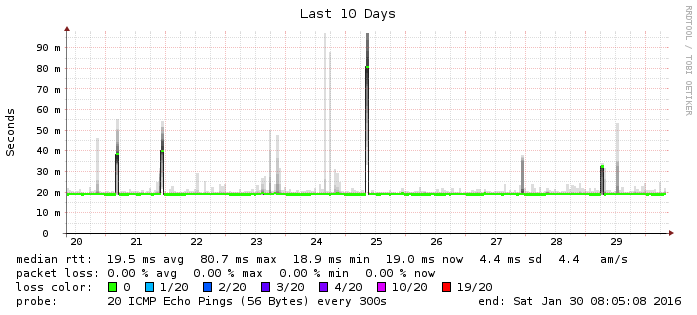 Last 10 Days
RRDTOOL / TOBI OETIKER
Seconds
90 m
80 m
70 m
60 m
50 m
40 m
30 m
20 m
10 m
0
20 21 22 23 24 25 26 27 28 29
median rtt: 19.5 ms avg 80.7 ms max 18.9 ms min 19.0 ms now 4.4 ms sd 4.4 am/s
packet loss: 0.00 % avg 0.00 % max 0.00 % min 0.00 % now
loss color: 0 1/20 2/20 3/20 4/20 10/20 19/20
probe: 20 ICMP Echo Pings (56 Bytes) every 300s end: Sat Jan 30 08:05:08 2016